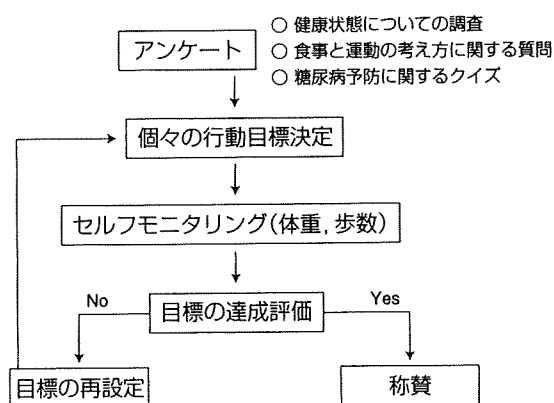 アンケート
○ 健康状態についての調査
○ 食事と運動の考え方に関する質問
○ 糖尿病予防に関するクイズ
個々の行動目標決定
セルフモニタリング(体重, 歩数)
No
目標の達成評価
Yes
目標の再設定
称賛